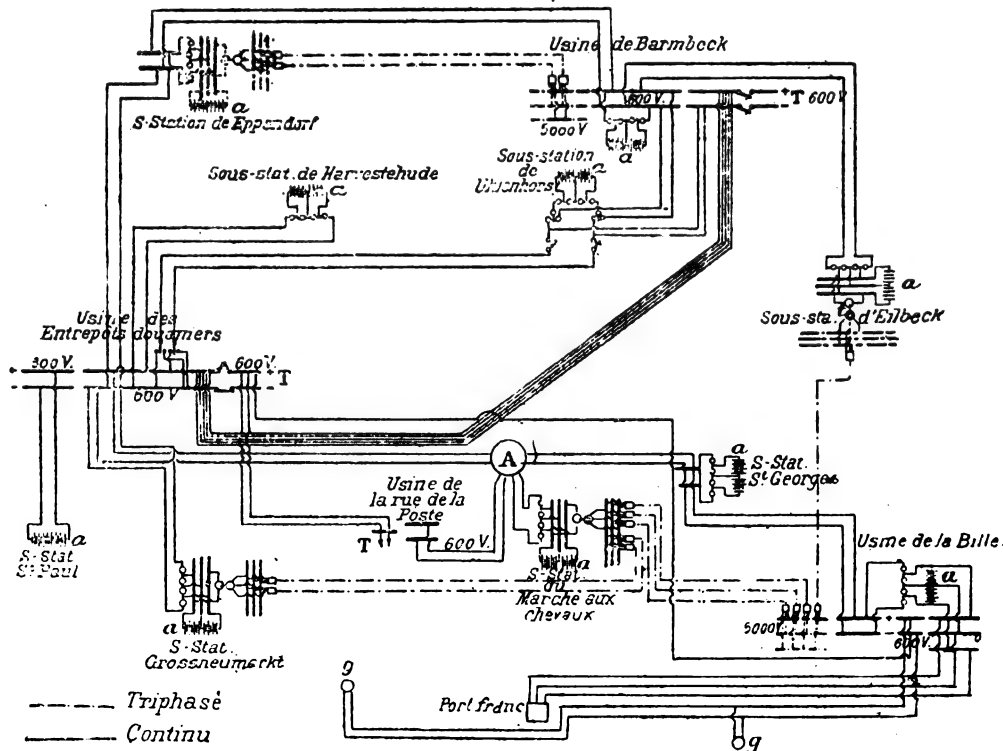 Usine de Barmbeck
a
S-Station de Eppendorf
5000 V
600 V.
+ T 600 V.
a
Sous-station
de
Uhlenhors
a
Sous-stat. de Harvestehude
a
a
Sous-sta. d'Eilbeck
Usine des
Entrepôts douaniers
300 V.
600 V.
600 V.
+ T
A
a
S-Stat.
St Georges
Usine de
la rue de la
Poste
T
600 V.
a
S-Stat
St Paul
a
S-Stat
du
Marché aux
Chevaux
Usine de la Bille.
a
5000 V.
600 V.
a
S-Stat.
Grossneumarkt
g
Port franc
g
Triphasé
Continu